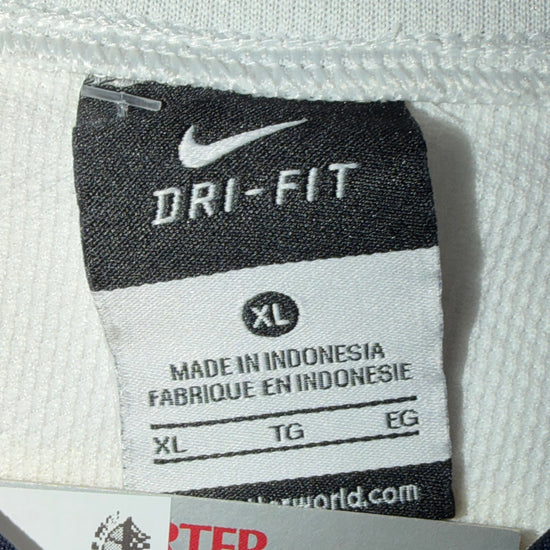 DRI-FIT
XL
MADE IN INDONESIA
FABRIQUE EN INDONESIE
XL TG EG